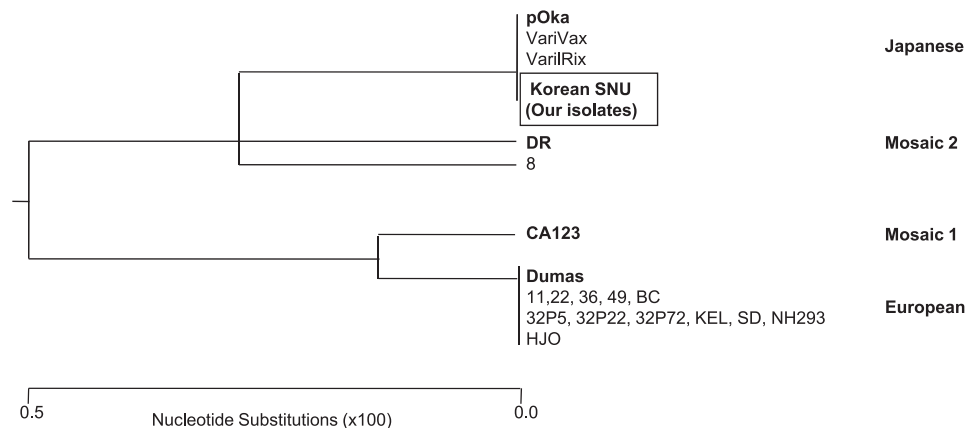 pOka
VariVax
VarilRix
Japanese
Korean SNU
(Our isolates)
DR
Mosaic 2
8
CA123
Mosaic 1
Dumas
11,22, 36, 49, BC
32P5, 32P22, 32P72, KEL, SD, NH293
European
HJO
0.5
0.0
Nucleotide Substitutions (x100)